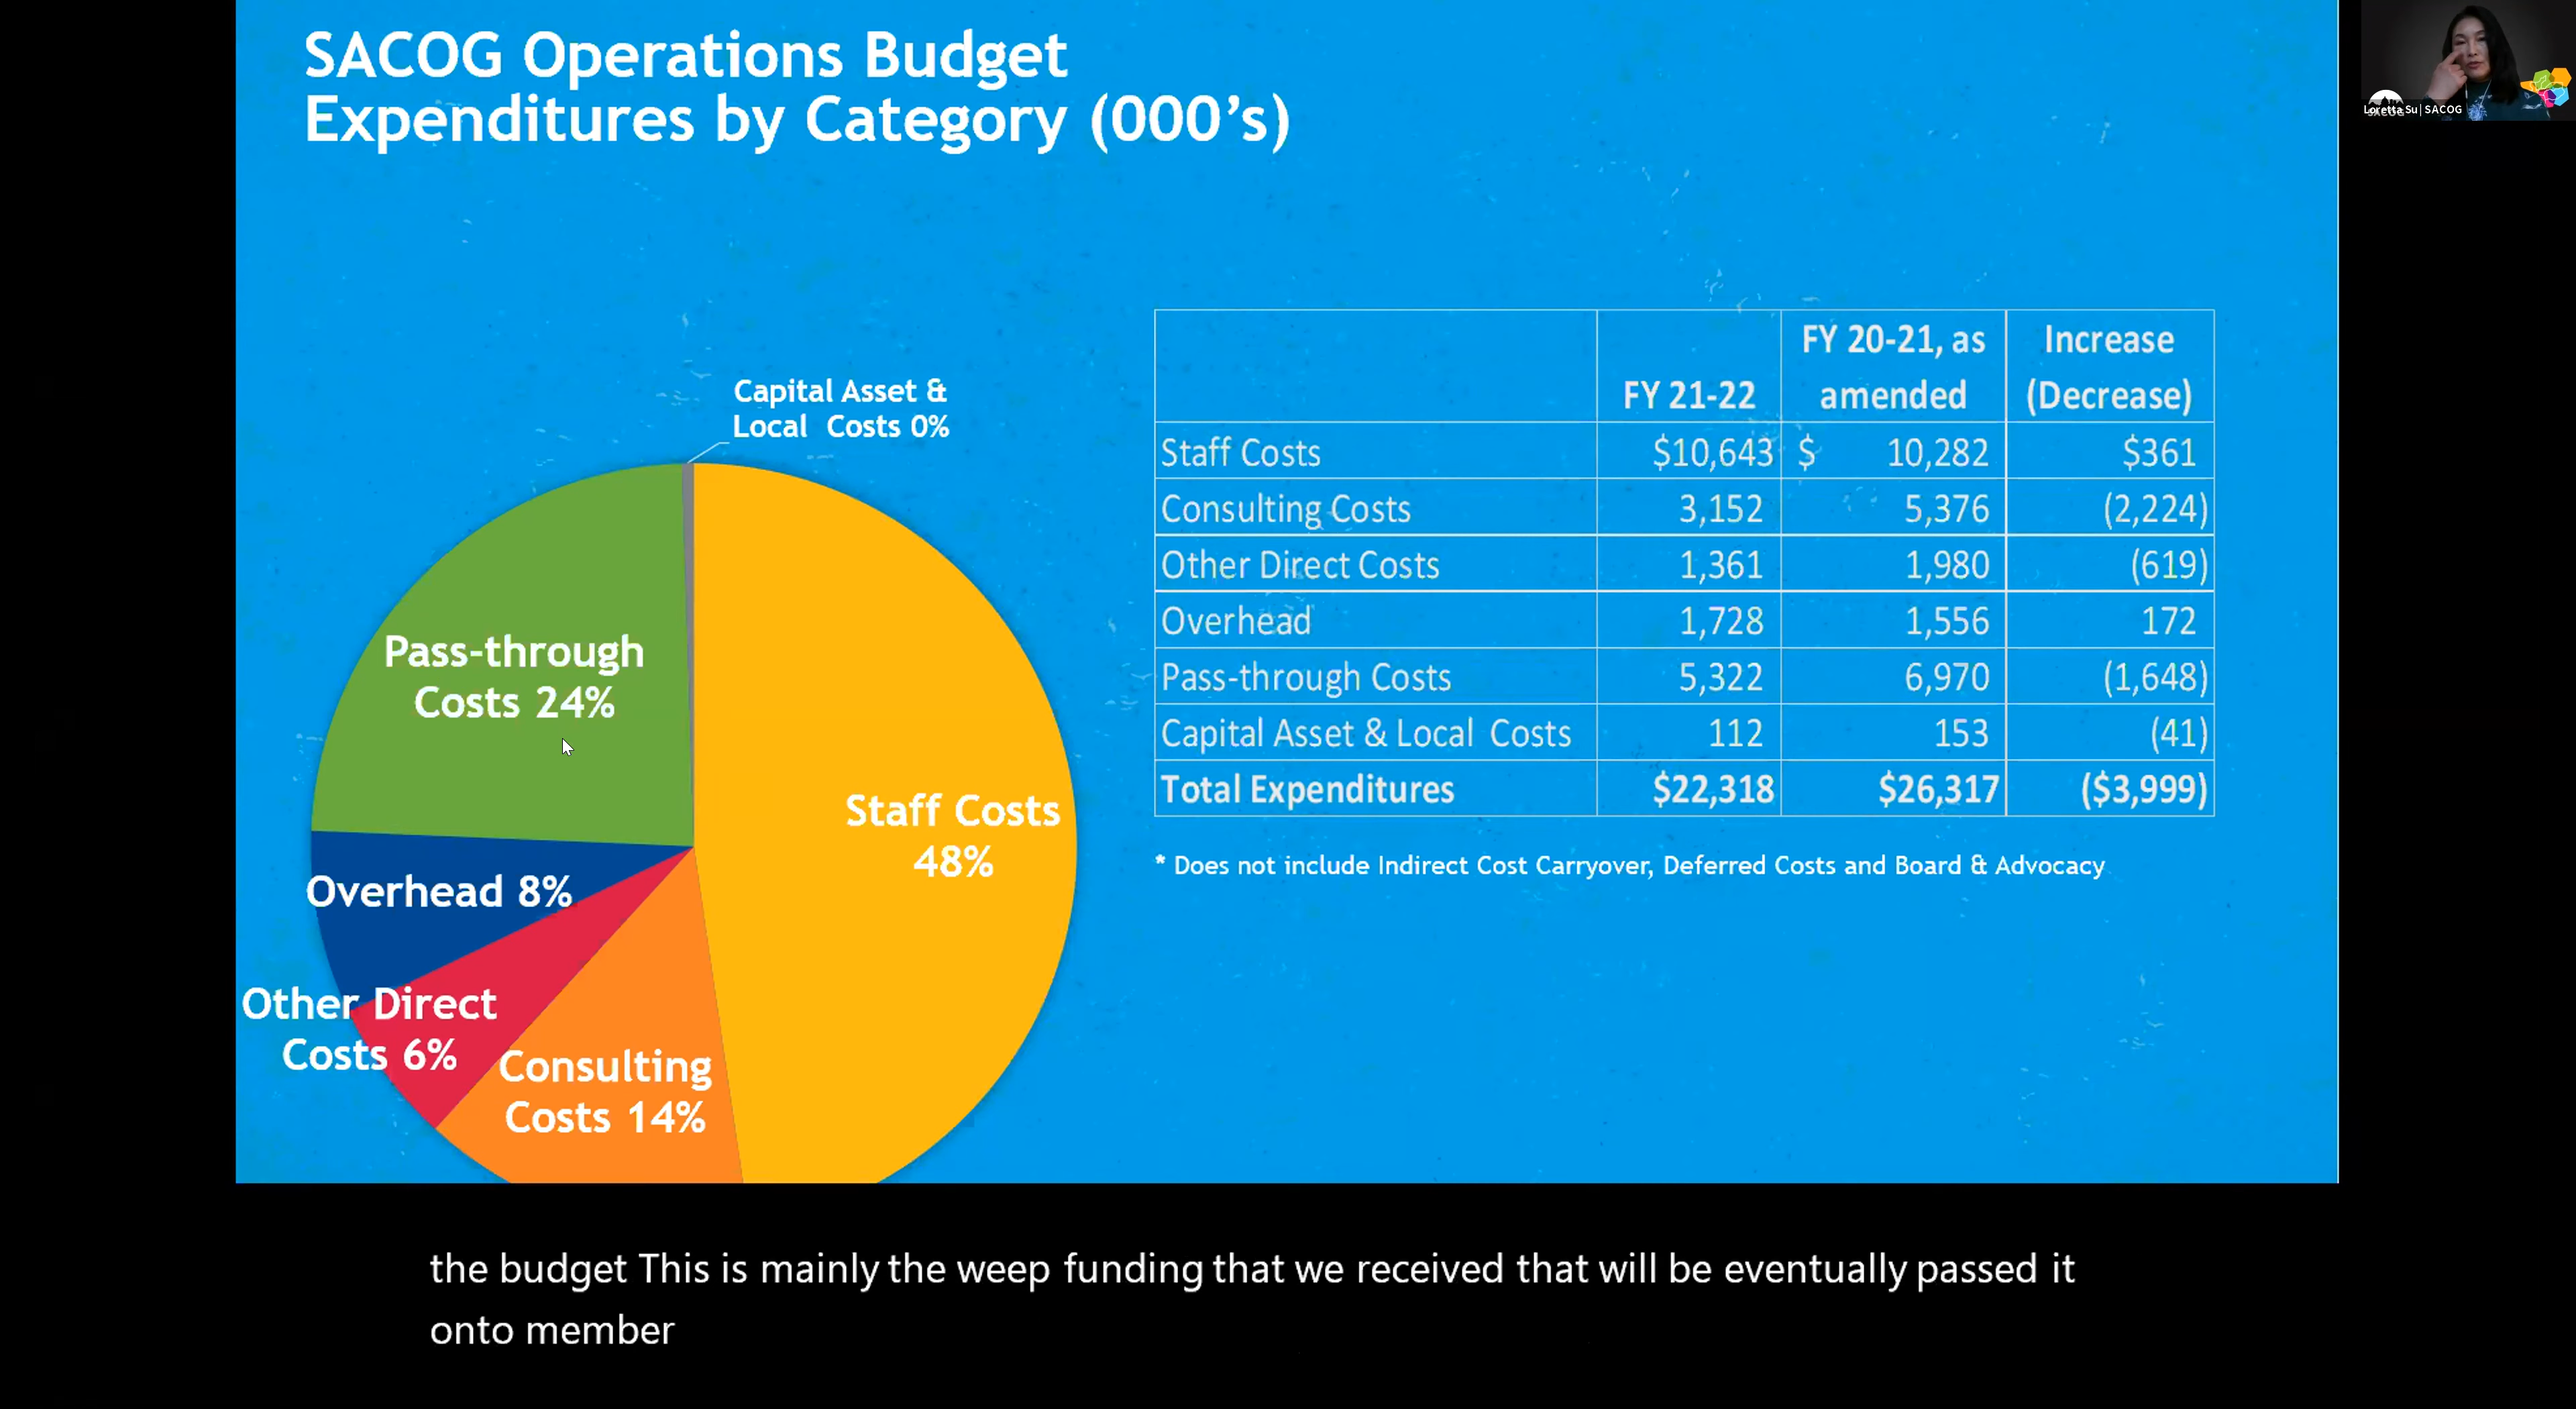 SACOG Operations Budget
Expenditures by Category (000's)
Loretta Su | SACOG
Capital Asset &
Local Costs 0%
Pass-through
Costs 24%
Staff Costs
48%
Overhead 8%
Other Direct
Costs 6%
Consulting
Costs 14%
FY 21-22 FY 20-21, as amended Increase (Decrease)
Staff Costs $10,643 $ 10,282 $361
Consulting Costs 3,152 5,376 (2,224)
Other Direct Costs 1,361 1,980 (619)
Overhead 1,728 1,556 172
Pass-through Costs 5,322 6,970 (1,648)
Capital Asset & Local Costs 112 153 (41)
Total Expenditures $22,318 $26,317 ($3,999)
* Does not include Indirect Cost Carryover, Deferred Costs and Board & Advocacy
the budget This is mainly the weep funding that we received that will be eventually passed it
onto member